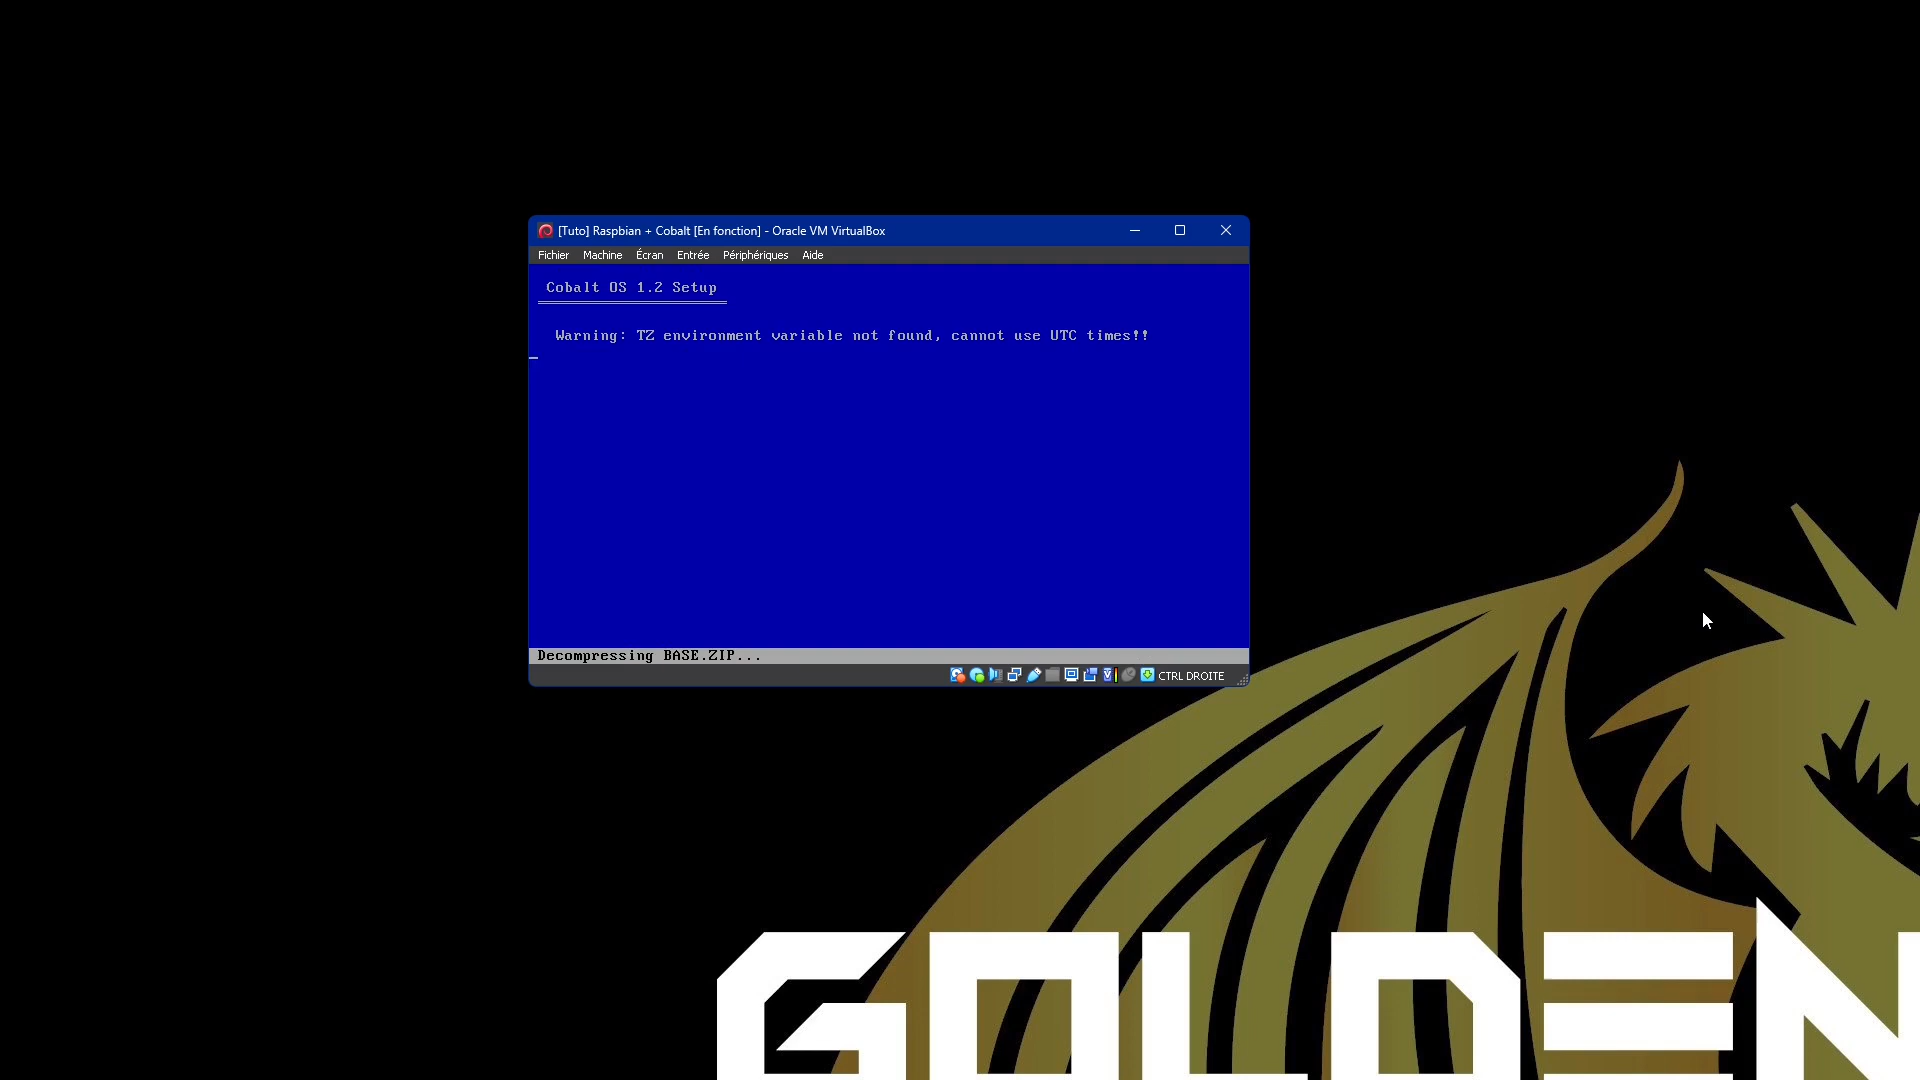 [Tuto] Raspbian + Cobalt [En fonction] - Oracle VM VirtualBox
Fichier Machine Écran Entrée Périphériques Aide
Cobalt OS 1.2 Setup
Warning: TZ environment variable not found, cannot use UTC times!!
Decompressing BASE.ZIP...
CTRL DROITE
GOLDEN